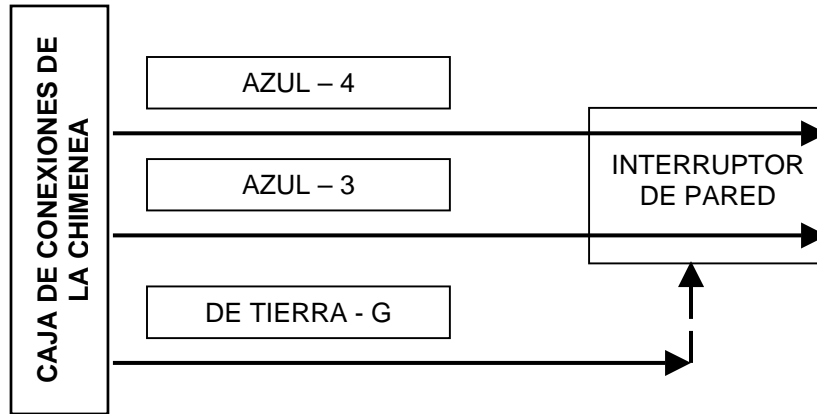 CAJA DE CONEXIONES DE
LA CHIMENEA
AZUL – 4
AZUL – 3
DE TIERRA - G
INTERRUPTOR
DE PARED